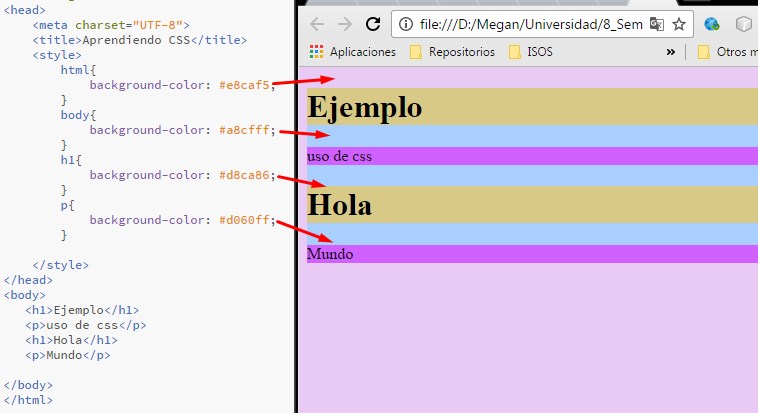 <head>
<meta charset="UTF-8">
<title>Aprendiendo CSS</title>
<style>
html{
background-color: #e8caf5;
}
body{
background-color: #a8cfff;
}
h1{
background-color: #d8ca86;
}
p{
background-color: #d060ff;
}
</style>
</head>
<body>
<h1>Ejemplo</h1>
<p>uso de css</p>
<h1>Hola</h1>
<p>Mundo</p>
</body>
</html>
file:///D:/Megan/Universidad/8_Sem
Aplicaciones Repositorios ISOS » Otros m
Ejemplo
uso de css
Hola
Mundo